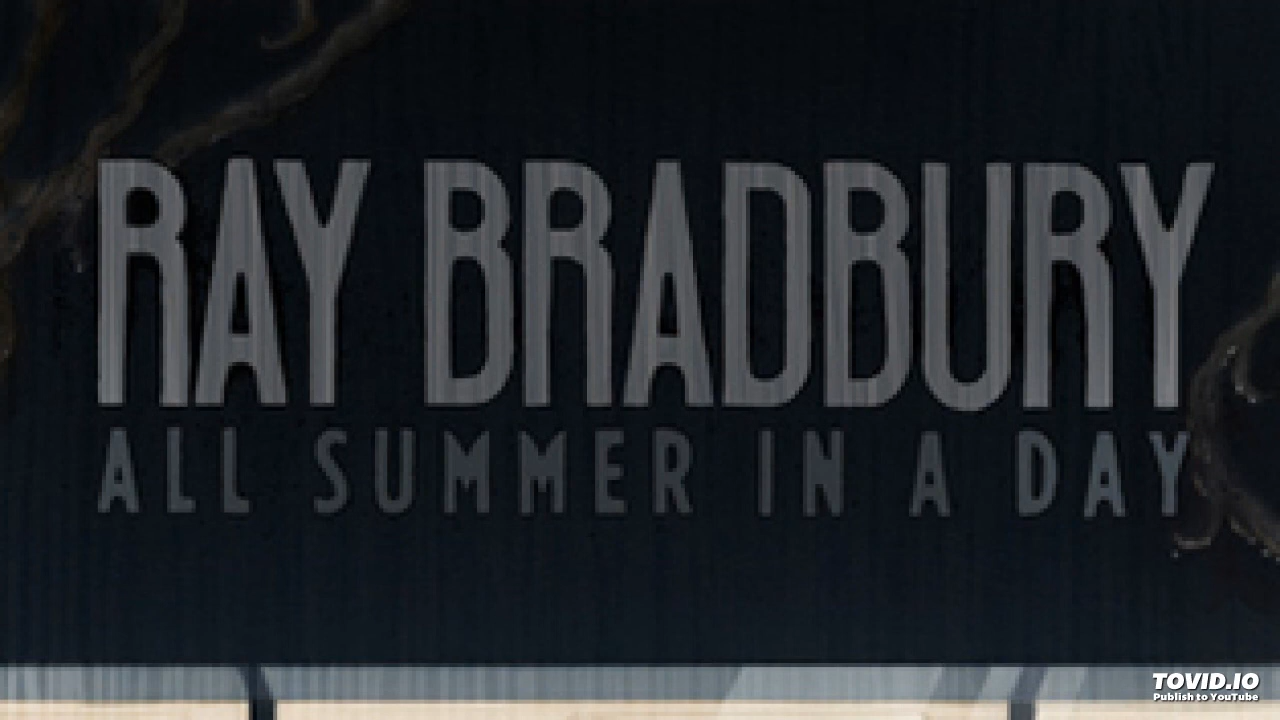 RAY BRADBURY
ALL SUMMER IN A DAY
TOVID.IO
Publish to YouTube